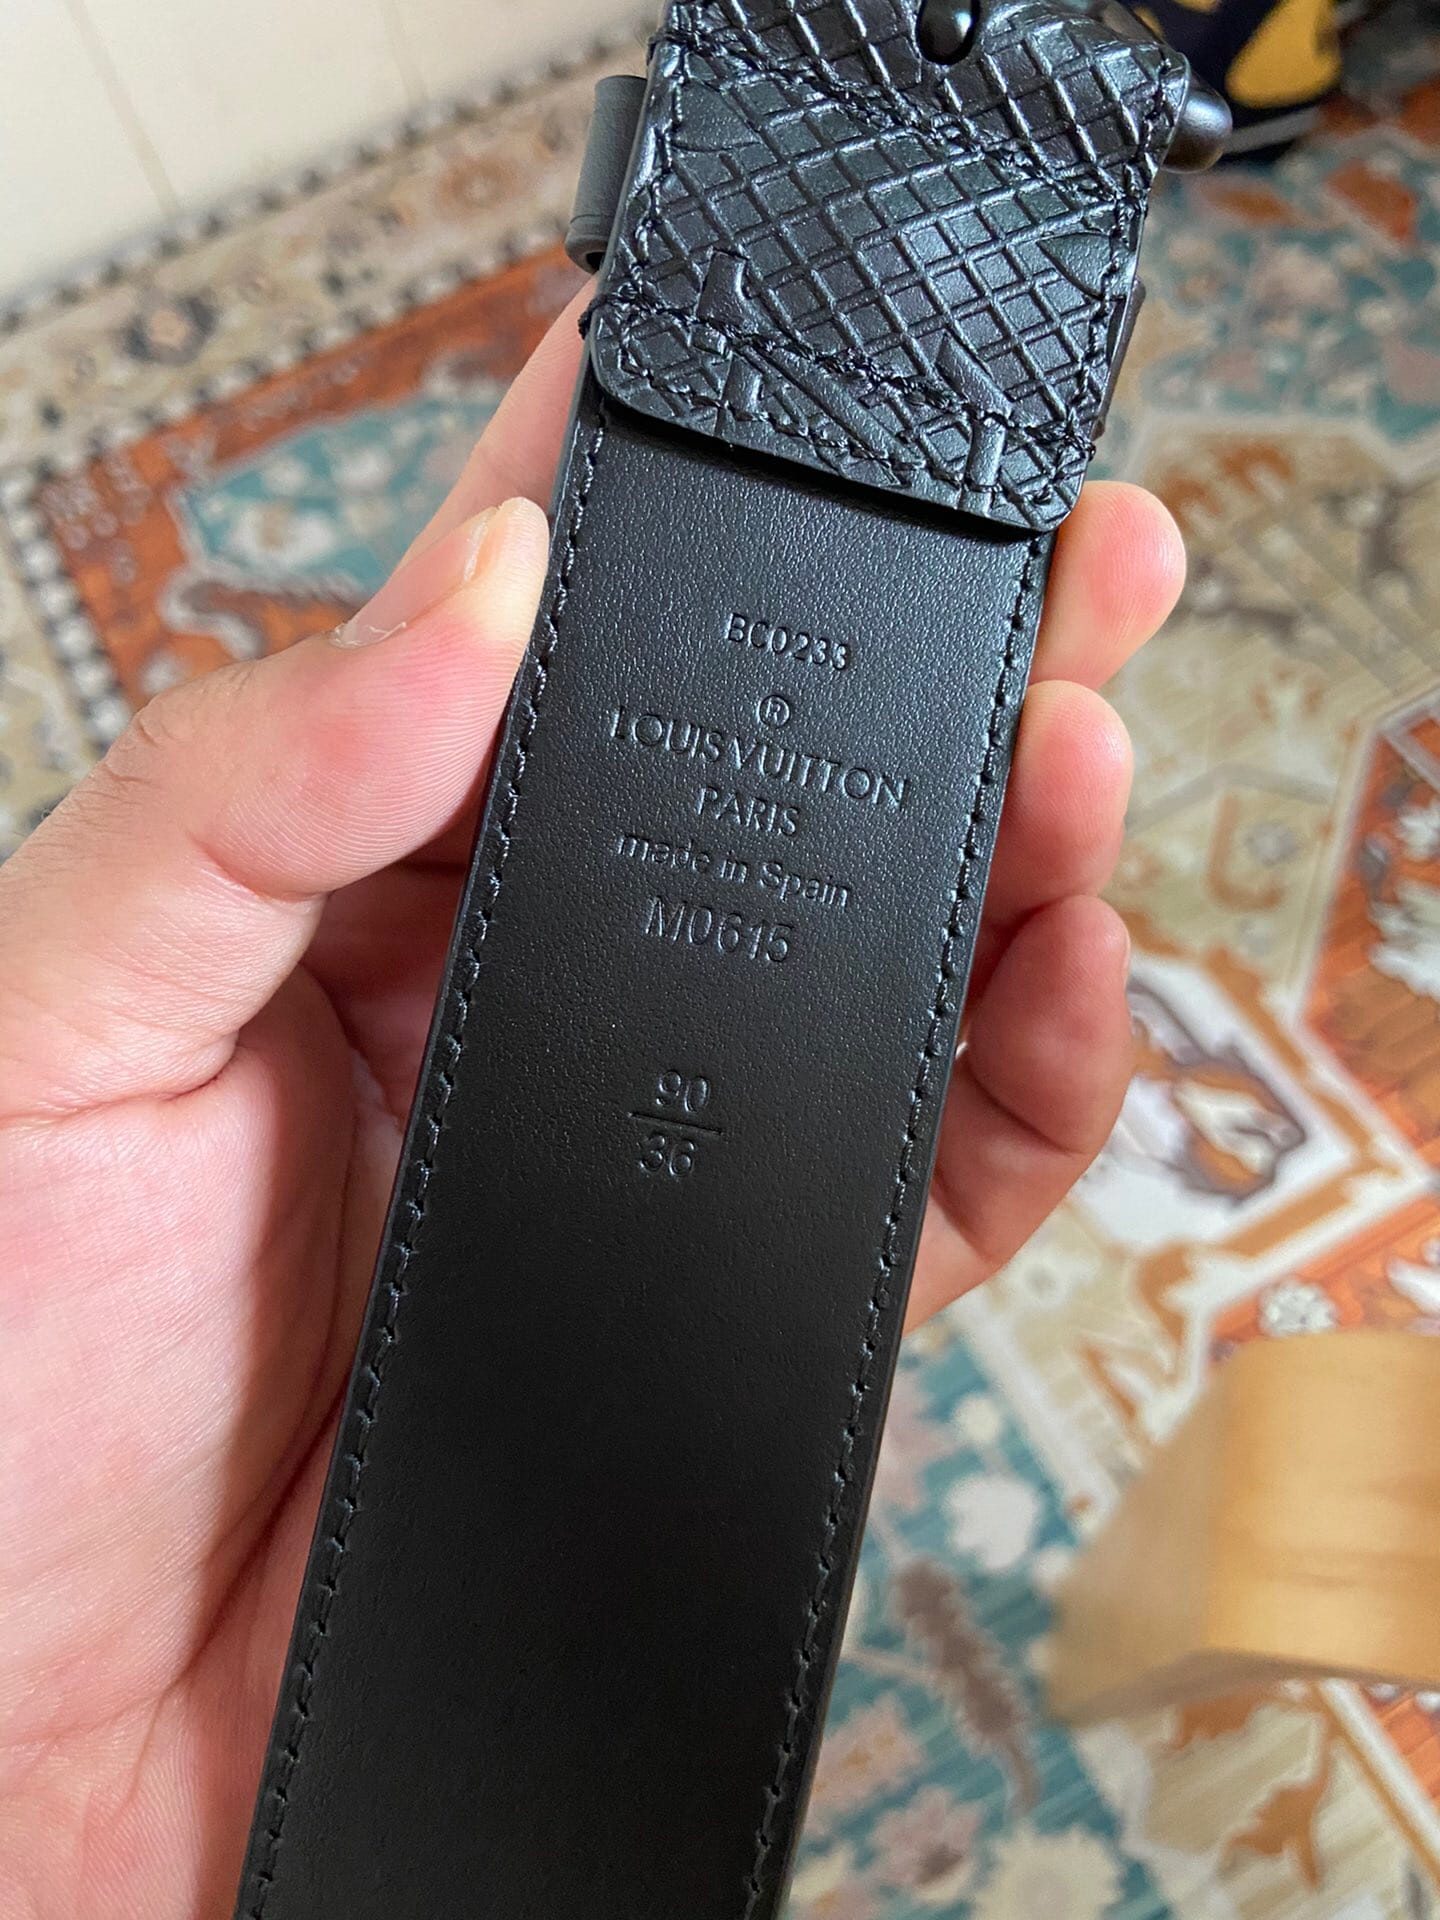 BC0233
®
LOUIS VUITTON
PARIS
made in Spain
M0615
90
36